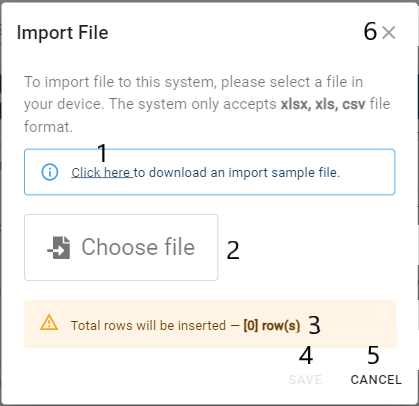 Import File 6 ×
To import file to this system, please select a file in
your device. The system only accepts xlsx, xls, csv file
format.
1
Click here to download an import sample file.
Choose file 2
Total rows will be inserted – [0] row(s) 3
4 5
SAVE CANCEL